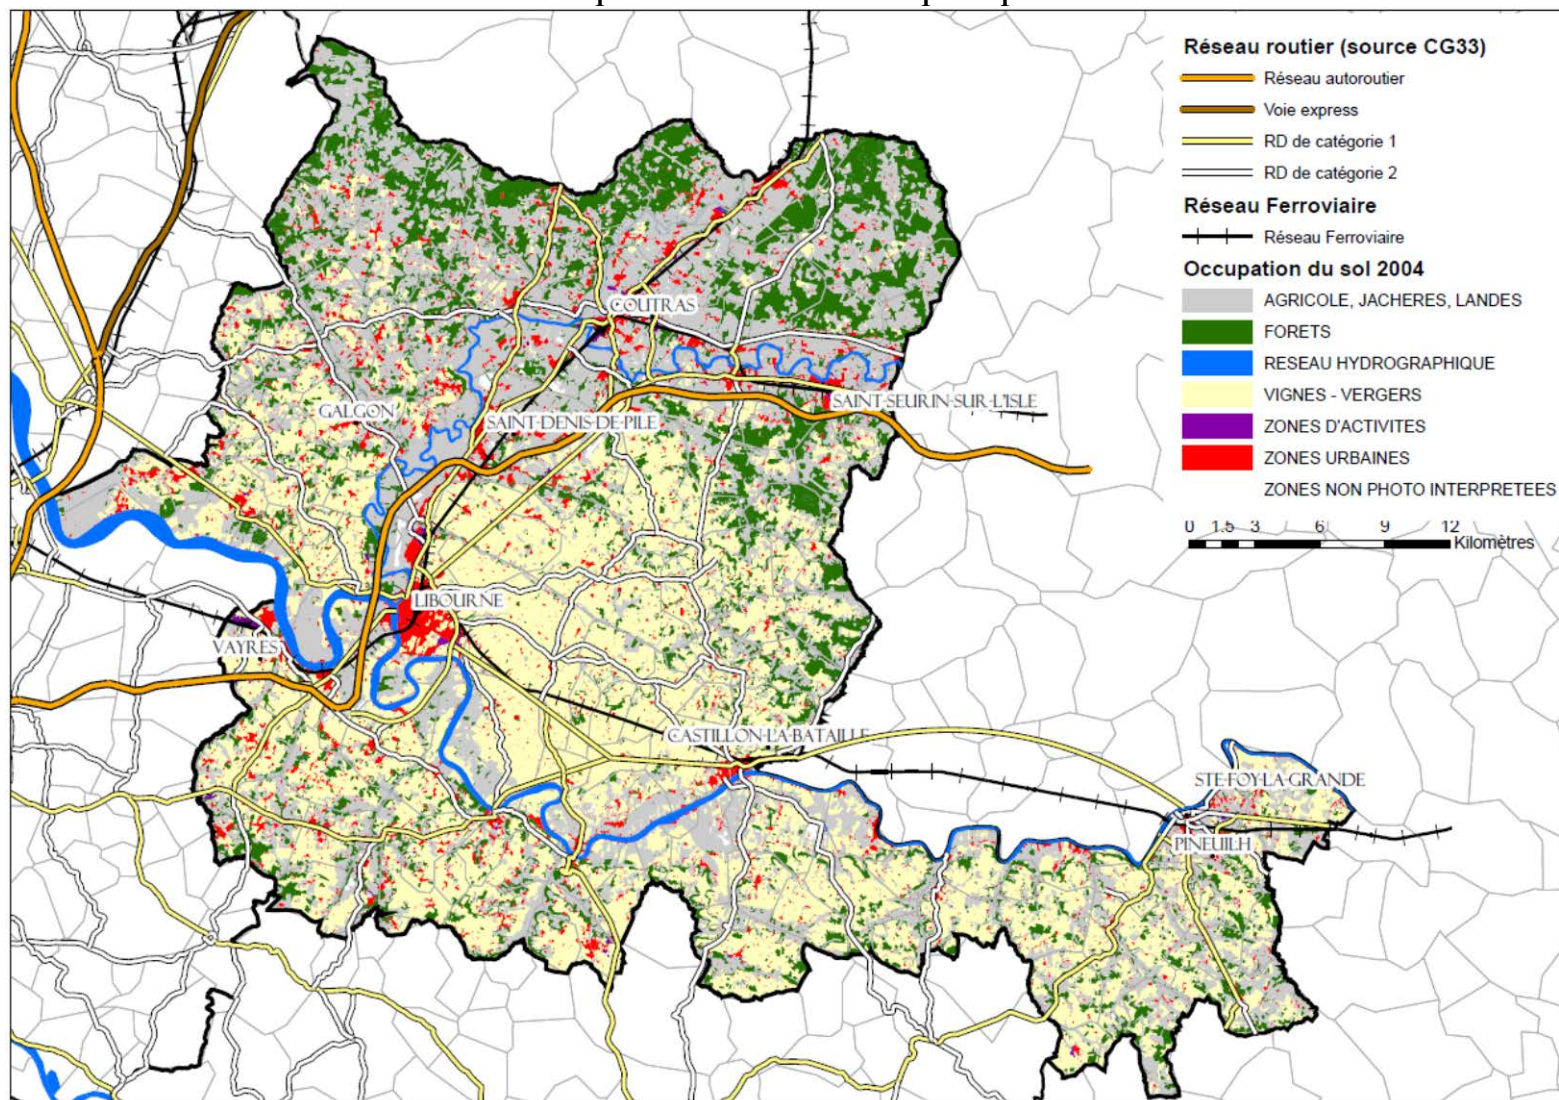 Réseau routier (source CG33)
Réseau autoroutier
Voie express
RD de catégorie 1
RD de catégorie 2
Réseau Ferroviaire
Réseau Ferroviaire
Occupation du sol 2004
AGRICOLE, JACHERES, LANDES
FORETS
RESEAU HYDROGRAPHIQUE
VIGNES - VERGERS
ZONES D'ACTIVITES
ZONES URBAINES
ZONES NON PHOTO INTERPRETEES
0 1.5 3 6 9 12
Kilomètres
COUTRAS
SAINT-SEURIN-SUR-L'ISLE
GALGON
SAINT-DENIS-DE-PILE
LIBOURNE
VAYRES
CASTILLON-LA-BATAILLE
STE-FOY-LA-GRANDE
PINEUILH